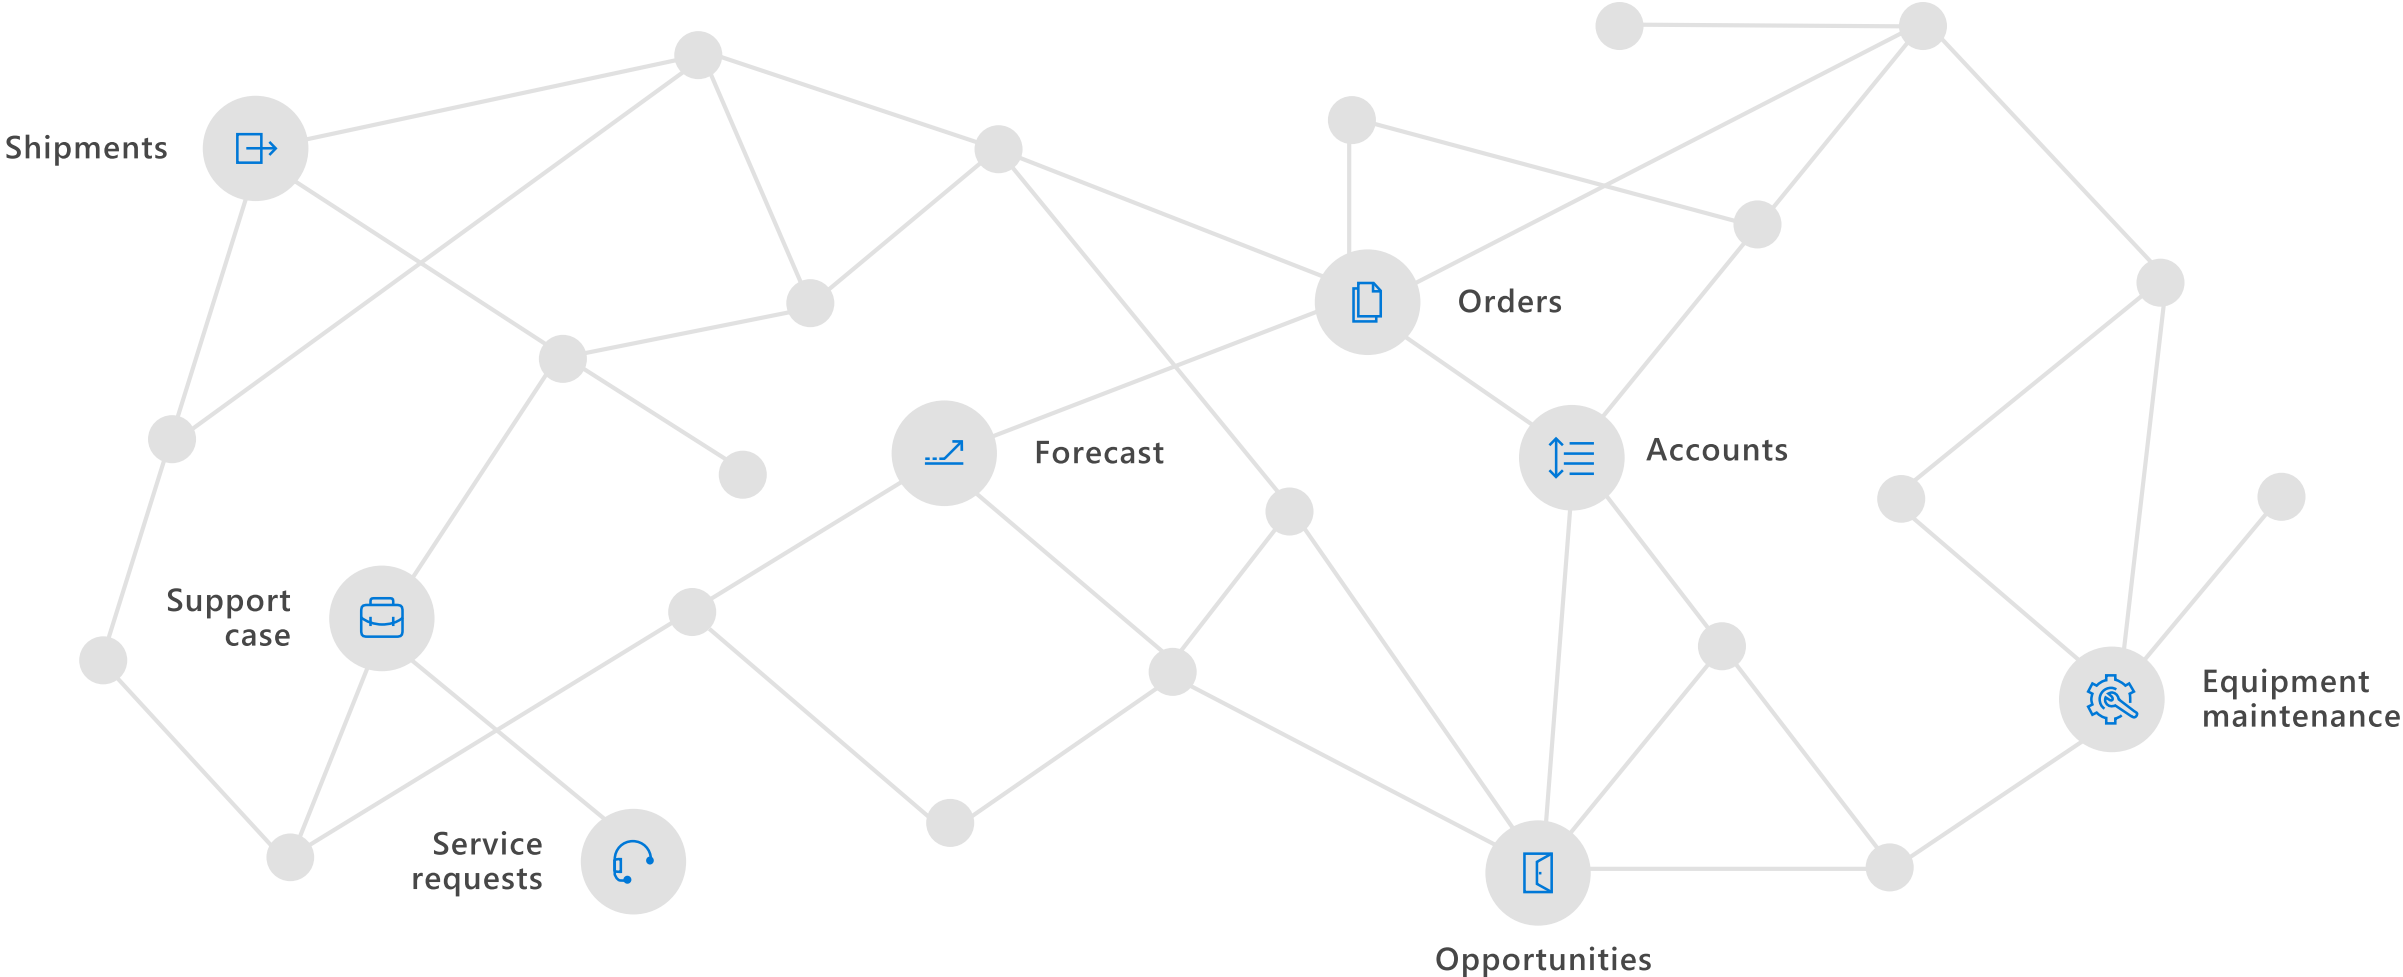 Shipments
Orders
Forecast
Accounts
Support
case
Equipment
maintenance
Service
requests
Opportunities